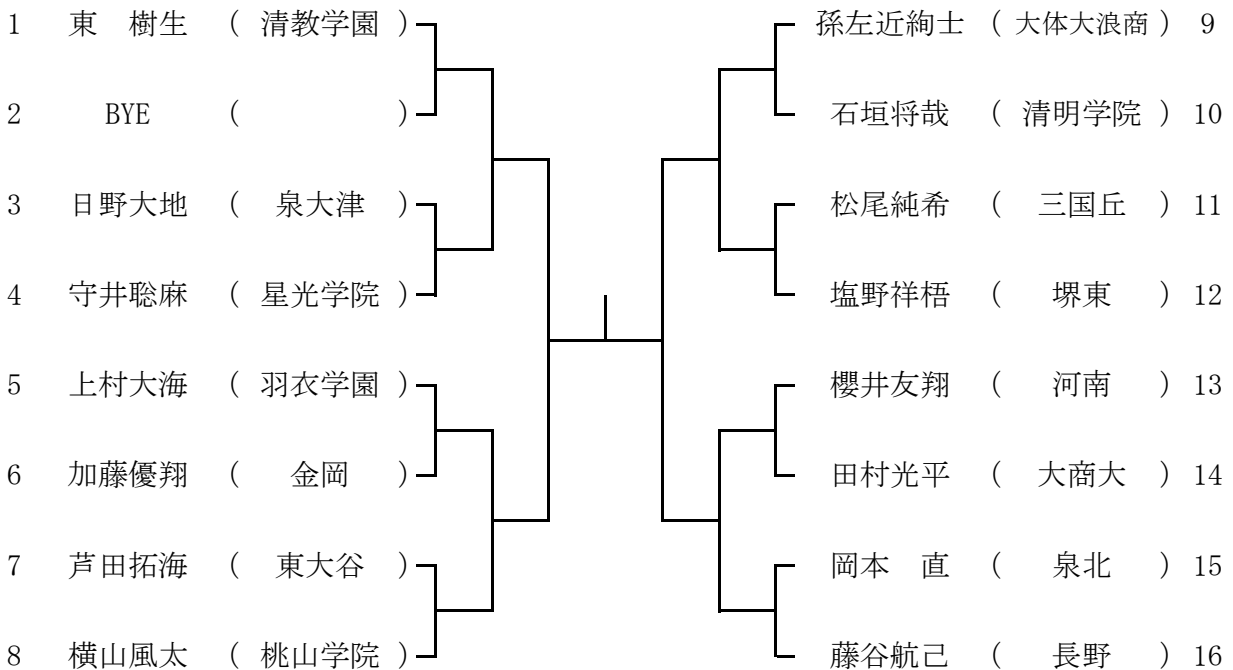 1 東　樹生 ( 清教学園 )
2 BYE ( )
3 日野大地 ( 泉大津 )
4 守井聡麻 ( 星光学院 )
5 上村大海 ( 羽衣学園 )
6 加藤優翔 ( 金岡 )
7 芦田拓海 ( 東大谷 )
8 横山風太 ( 桃山学院 )
孫左近絢士 ( 大体大浪商 ) 9
石垣将哉 ( 清明学院 ) 10
松尾純希 ( 三国丘 ) 11
塩野祥梧 ( 堺東 ) 12
櫻井友翔 ( 河南 ) 13
田村光平 ( 大商大 ) 14
岡本　直 ( 泉北 ) 15
藤谷航己 ( 長野 ) 16